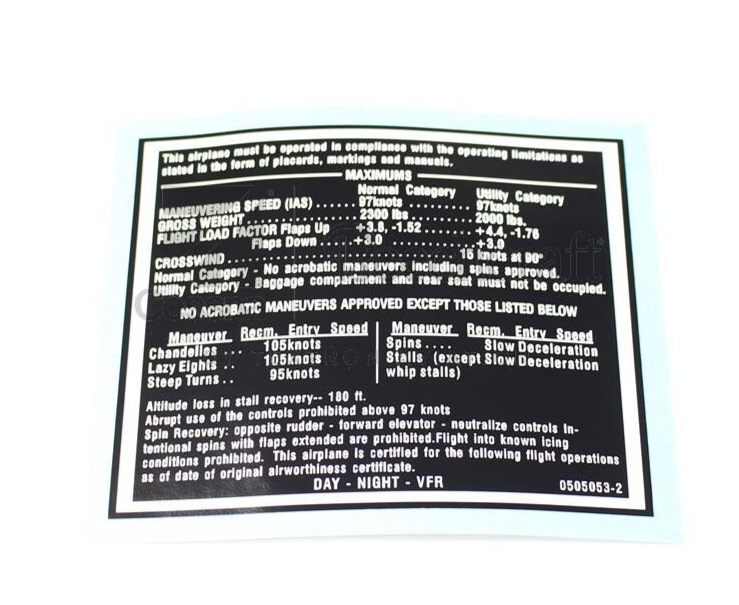 This airplane must be operated in compliance with the operating limitations as
stated in the form of placards, markings and manuals.
MAXIMUMS
Normal Category Utility Category
MANEUVERING SPEED (IAS) ...... 97knots 97knots
GROSS WEIGHT ................ 2300 lbs ............ 2000 lbs.
FLIGHT LOAD FACTOR Flaps Up .... +3.8, -1.52 ........ +4.4, -1.76
Flaps Down ..... +3.0 ............... +3.0
CROSSWIND ........................................ 15 knots at 90°
Normal Category - No acrobatic maneuvers including spins approved.
Utility Category - Baggage compartment and rear seat must not be occupied.
NO ACROBATIC MANEUVERS APPROVED EXCEPT THOSE LISTED BELOW
Maneuver Recm. Entry Speed
Chandelles ... 105knots
Lazy Eights .. 105knots
Steep Turns .. 95knots
Maneuver Recm. Entry Speed
Spins .... Slow Deceleration
Stalls (except Slow Deceleration
whip stalls)
Altitude loss in stall recovery-- 180 ft.
Abrupt use of the controls prohibited above 97 knots
Spin Recovery: opposite rudder - forward elevator - neutralize controls In-
tentional spins with flaps extended are prohibited.Flight into known icing
conditions prohibited. This airplane is certified for the following flight operations
as of date of original airworthiness certificate.
DAY - NIGHT - VFR
0505053-2